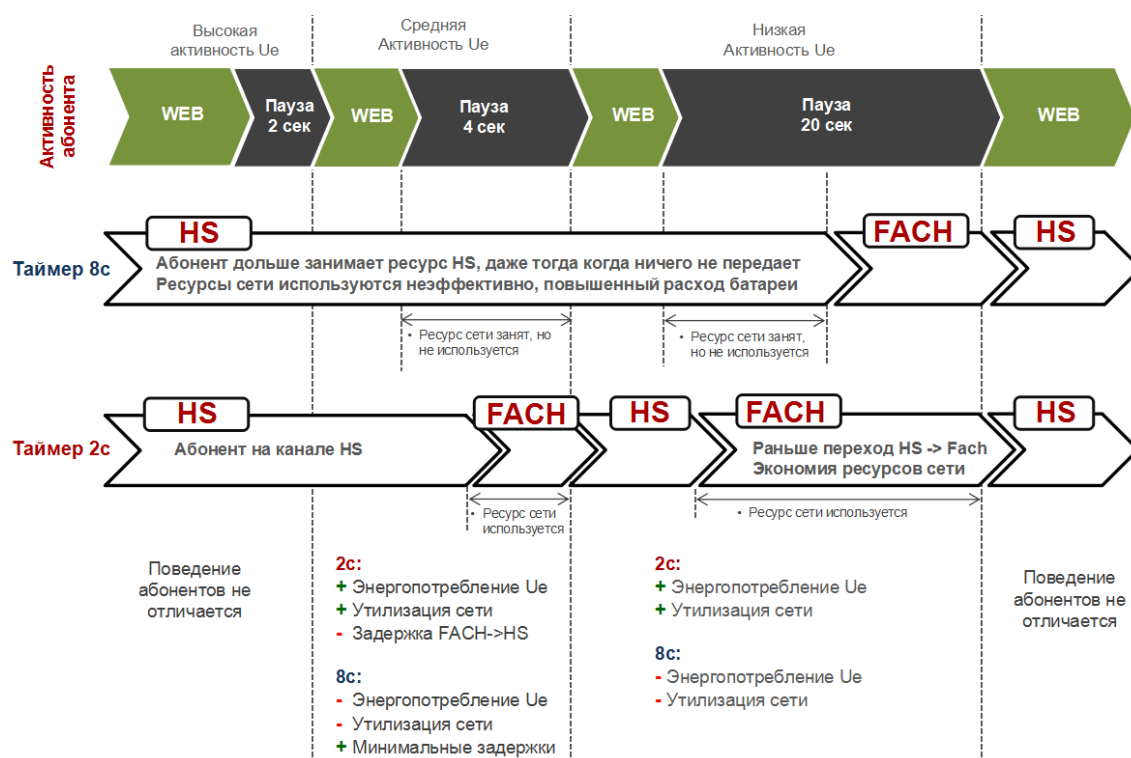 Высокая
активность Ue
Средняя
Активность Ue
Низкая
Активность Ue
Активность
абонента
WEB
Пауза
2 сек
WEB
Пауза
4 сек
WEB
Пауза
20 сек
WEB
Таймер 8с
HS
Абонент дольше занимает ресурс HS, даже тогда когда ничего не передает
Ресурсы сети используются неэффективно, повышенный расход батареи
FACH
HS
• Ресурс сети занят, но
не используется
• Ресурс сети занят,
но не используется
Таймер 2с
HS
Абонент на канале HS
FACH
HS
FACH
Раньше переход HS -> Fach
Экономия ресурсов сети
HS
• Ресурс сети
используется
• Ресурс сети используется
Поведение
абонентов не
отличается
2с:
+ Энергопотребление Ue
+ Утилизация сети
- Задержка FACH->HS
8с:
- Энергопотребление Ue
- Утилизация сети
+ Минимальные задержки
2с:
+ Энергопотребление Ue
+ Утилизация сети
8с:
- Энергопотребление Ue
- Утилизация сети
Поведение
абонентов не
отличается